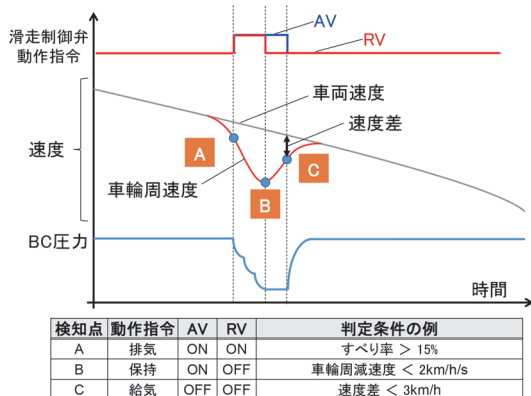 滑走制御弁
動作指令
AV
RV
車両速度
速度差
速度
A
C
車輪周速度
B
BC圧力
時間
検知点 動作指令 AV RV 判定条件の例
A 排気 ON ON すべり率 > 15%
B 保持 ON OFF 車輪周減速度 < 2km/h/s
C 給気 OFF OFF 速度差 < 3km/h